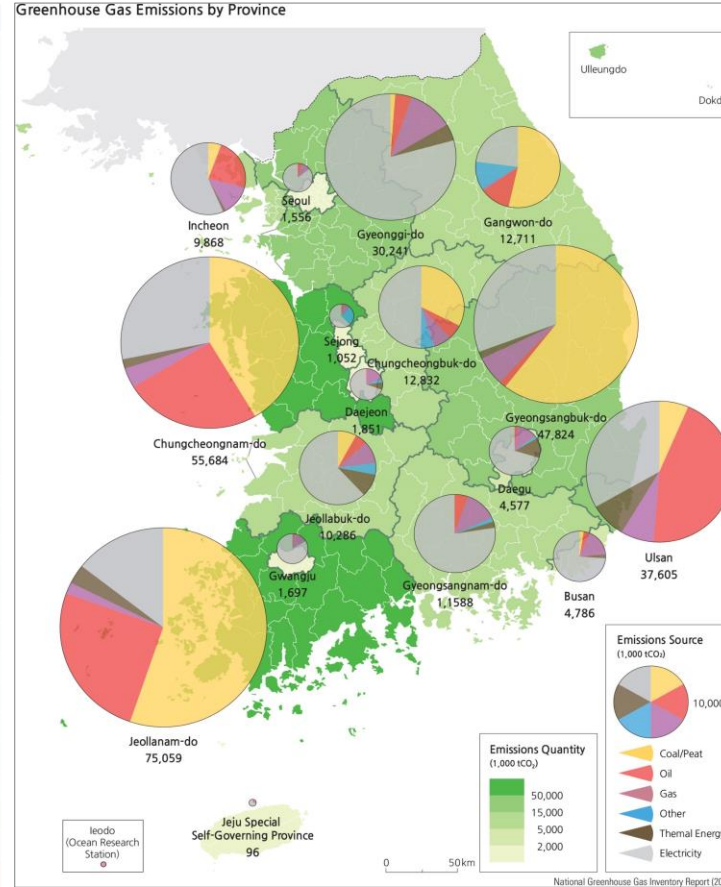 Greenhouse Gas Emissions by Province
Ulleungdo
Dokd
Incheon
9,868
Seoul
1,556
Gyeonggi-do
30,241
Gangwon-do
12,711
Sejong
1,052
Chungcheongbuk-do
12,832
Daejeon
1,851
Gyeongsangbuk-do
47,824
Chungcheongnam-do
55,684
Daegu
4,577
Jeollabuk-do
10,286
Ulsan
37,605
Gwangju
1,697
Gyeongsangnam-do
1,1588
Busan
4,786
Jeollanam-do
75,059
Jeju Special
Self-Governing Province
96
Ieodo
(Ocean Research
Station)
0
50km
Emissions Quantity
(1,000 tCO₂)
50,000
15,000
5,000
2,000
Emissions Source
(1,000 tCO₂)
10,000
Coal/Peat
Oil
Gas
Other
Themal Energy
Electricity
National Greenhouse Gas Inventory Report (20